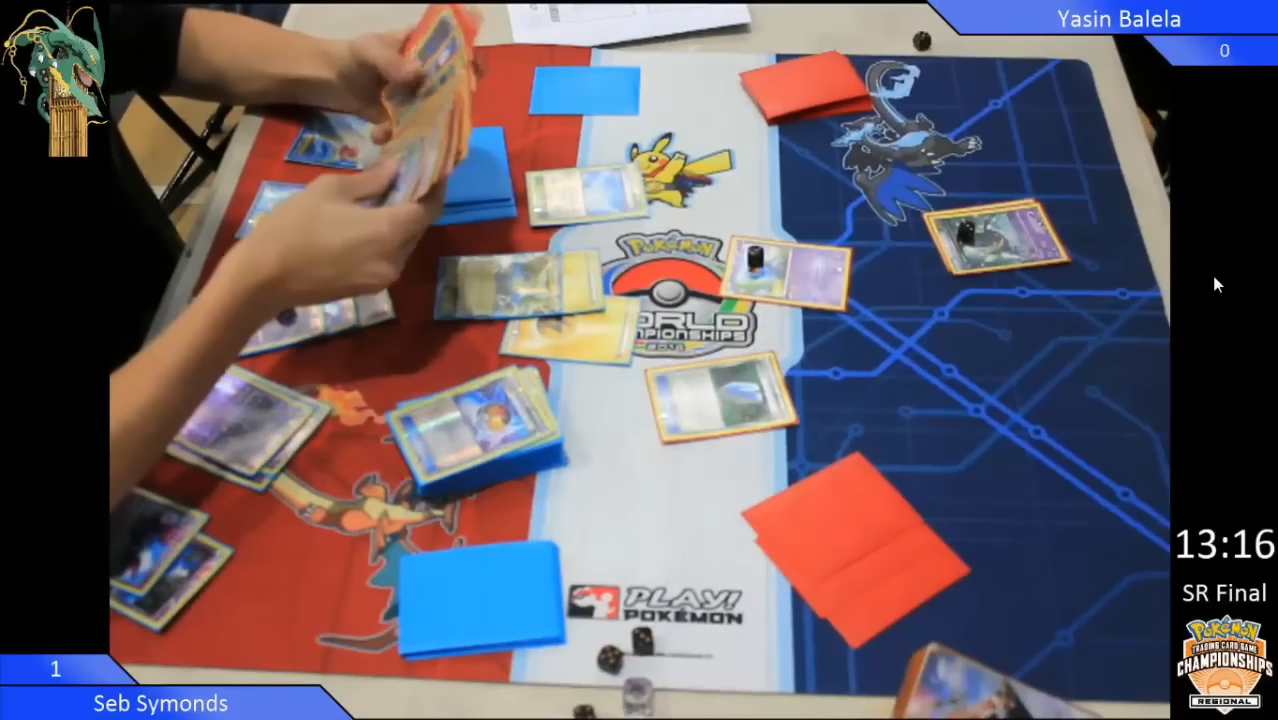 Yasin Balela
0
POKÉMON
WORLD
CHAMPIONSHIPS
2014
PLAY!
POKÉMON
13:16
SR Final
POKÉMON
TRADING CARD GAME
CHAMPIONSHIPS
REGIONAL
1
Seb Symonds